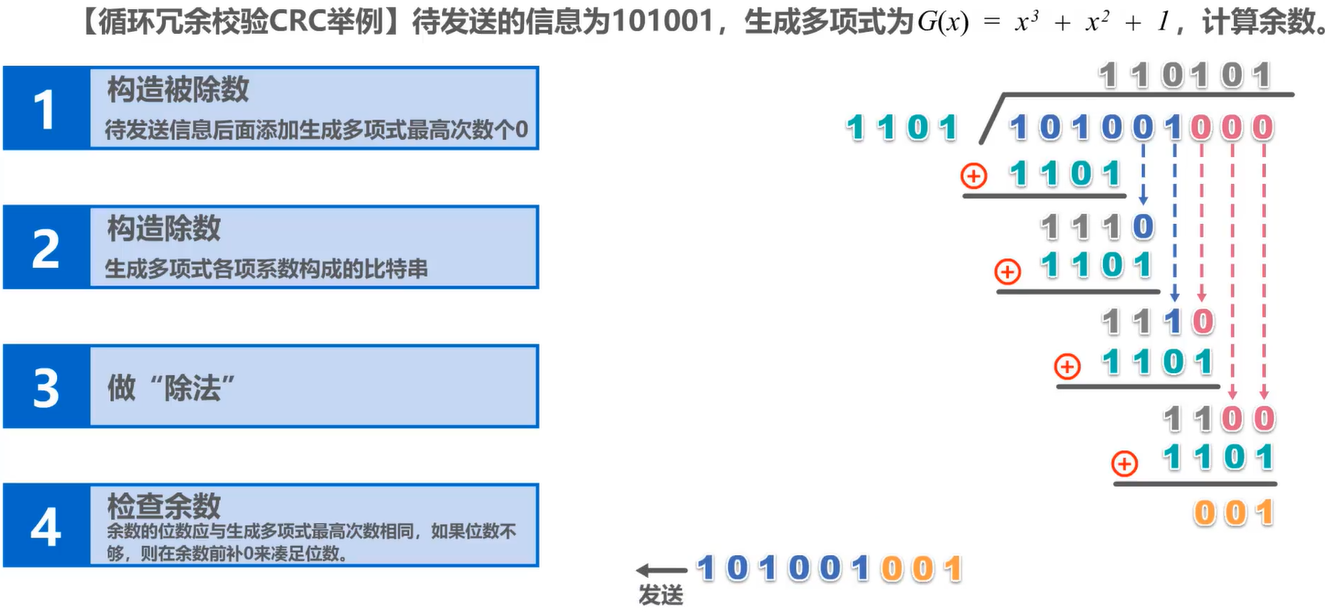 【循环冗余校验CRC举例】待发送的信息为101001，生成多项式为G(x) = x³ + x² + 1，计算余数。
1
构造被除数
待发送信息后面添加生成多项式最高次数个0
2
构造除数
生成多项式各项系数构成的比特串
3
做“除法”
4
检查余数
余数的位数应与生成多项式最高次数相同，如果位数不
够，则在余数前补0来凑足位数。
110101
1101 101001000
1101
1110
1101
1110
1101
1100
1101
001
101001001
发送